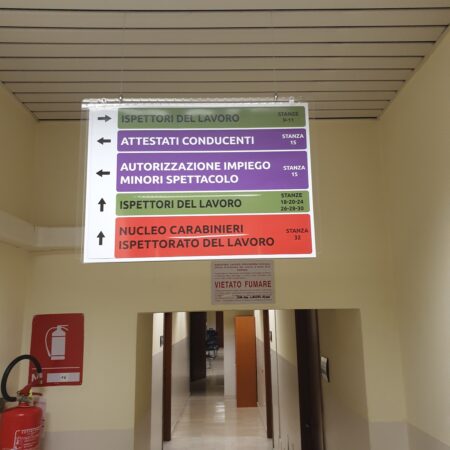 ISPETTORI DEL LAVORO
STANZE
9-11
ATTESTATI CONDUCENTI
STANZA
15
AUTORIZZAZIONE IMPIEGO
MINORI SPETTACOLO
STANZA
15
ISPETTORI DEL LAVORO
STANZE
18-20-24
26-28-30
NUCLEO CARABINIERI
ISPETTORATO DEL LAVORO
STANZA
32
VIETATO FUMARE